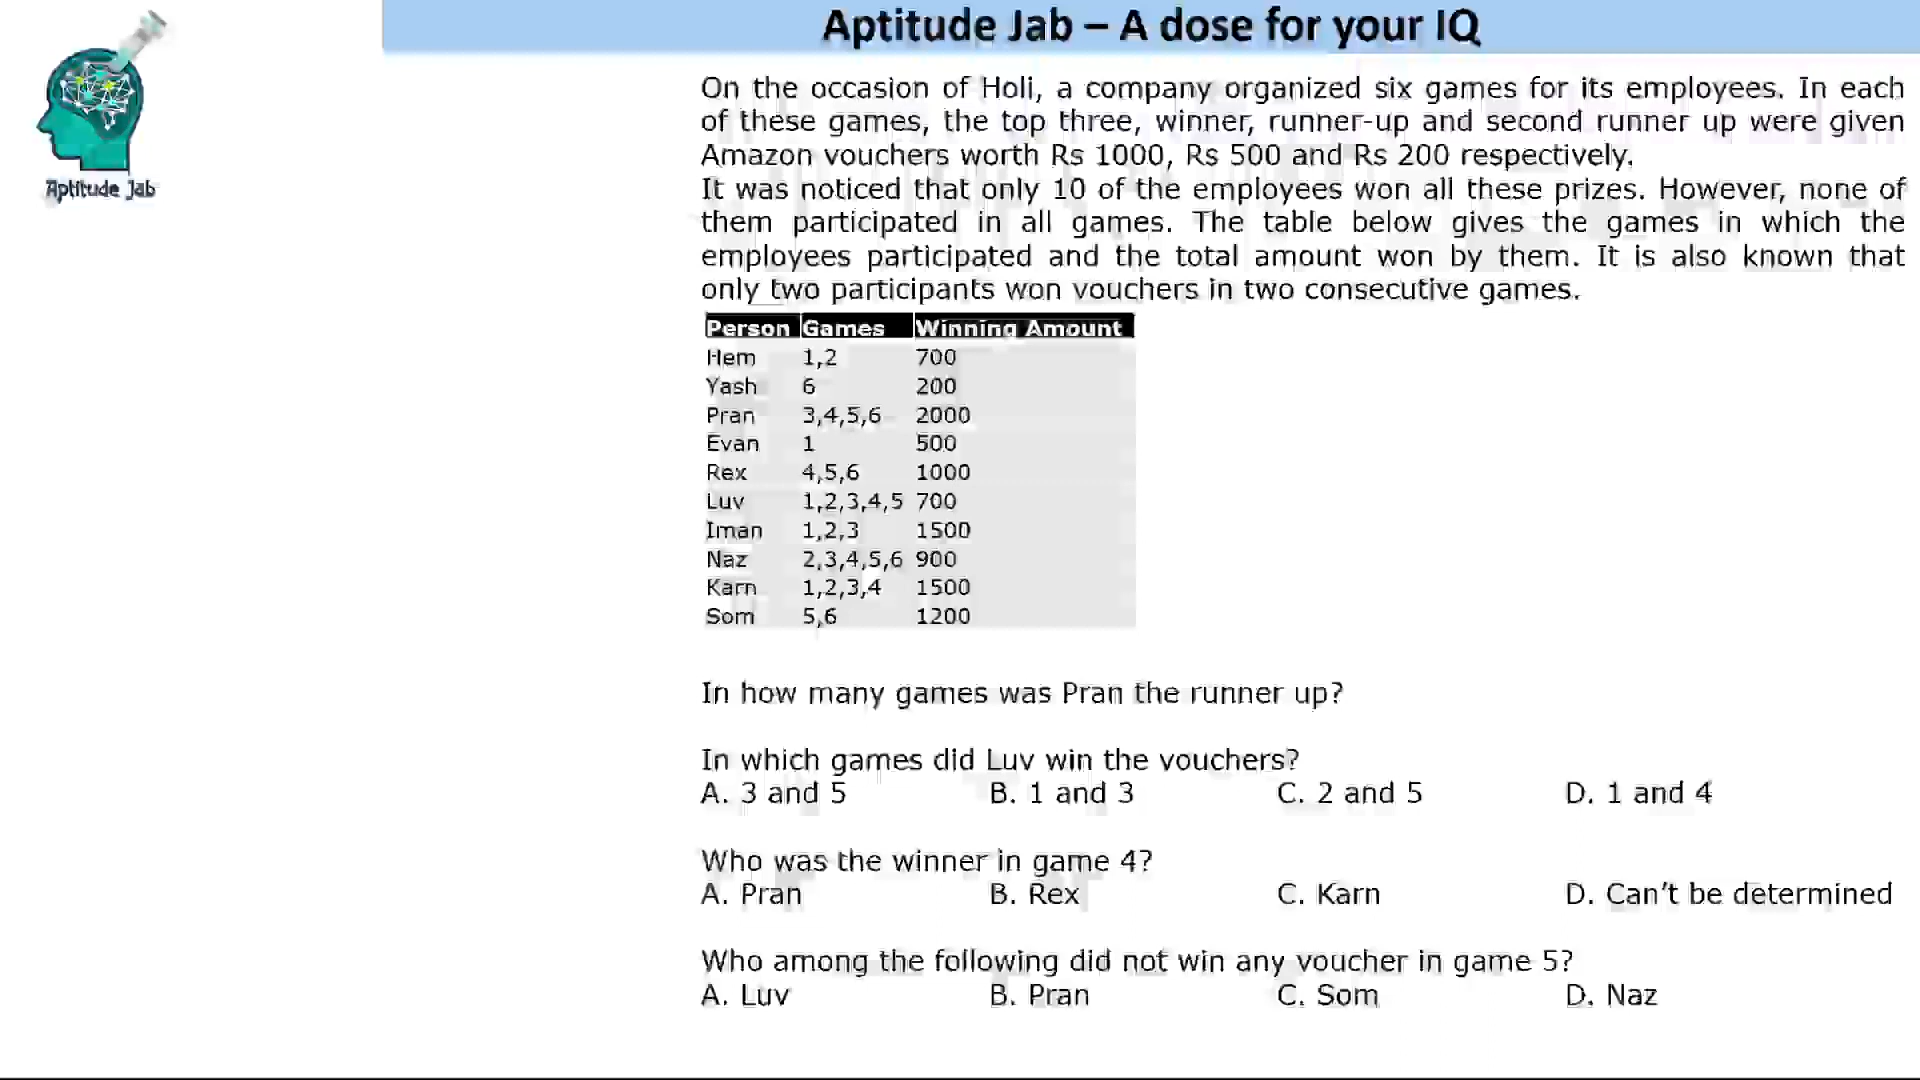 Aptitude Jab – A dose for your IQ
Aptitude Jab
On the occasion of Holi, a company organized six games for its employees. In each
of these games, the top three, winner, runner-up and second runner up were given
Amazon vouchers worth Rs 1000, Rs 500 and Rs 200 respectively.
It was noticed that only 10 of the employees won all these prizes. However, none of
them participated in all games. The table below gives the games in which the
employees participated and the total amount won by them. It is also known that
only two participants won vouchers in two consecutive games.
Person Games Winning Amount
Hem 1,2 700
Yash 6 200
Pran 3,4,5,6 2000
Evan 1 500
Rex 4,5,6 1000
Luv 1,2,3,4,5 700
Iman 1,2,3 1500
Naz 2,3,4,5,6 900
Karn 1,2,3,4 1500
Som 5,6 1200
In how many games was Pran the runner up?
In which games did Luv win the vouchers?
A. 3 and 5 B. 1 and 3 C. 2 and 5 D. 1 and 4
Who was the winner in game 4?
A. Pran B. Rex C. Karn D. Can't be determined
Who among the following did not win any voucher in game 5?
A. Luv B. Pran C. Som D. Naz